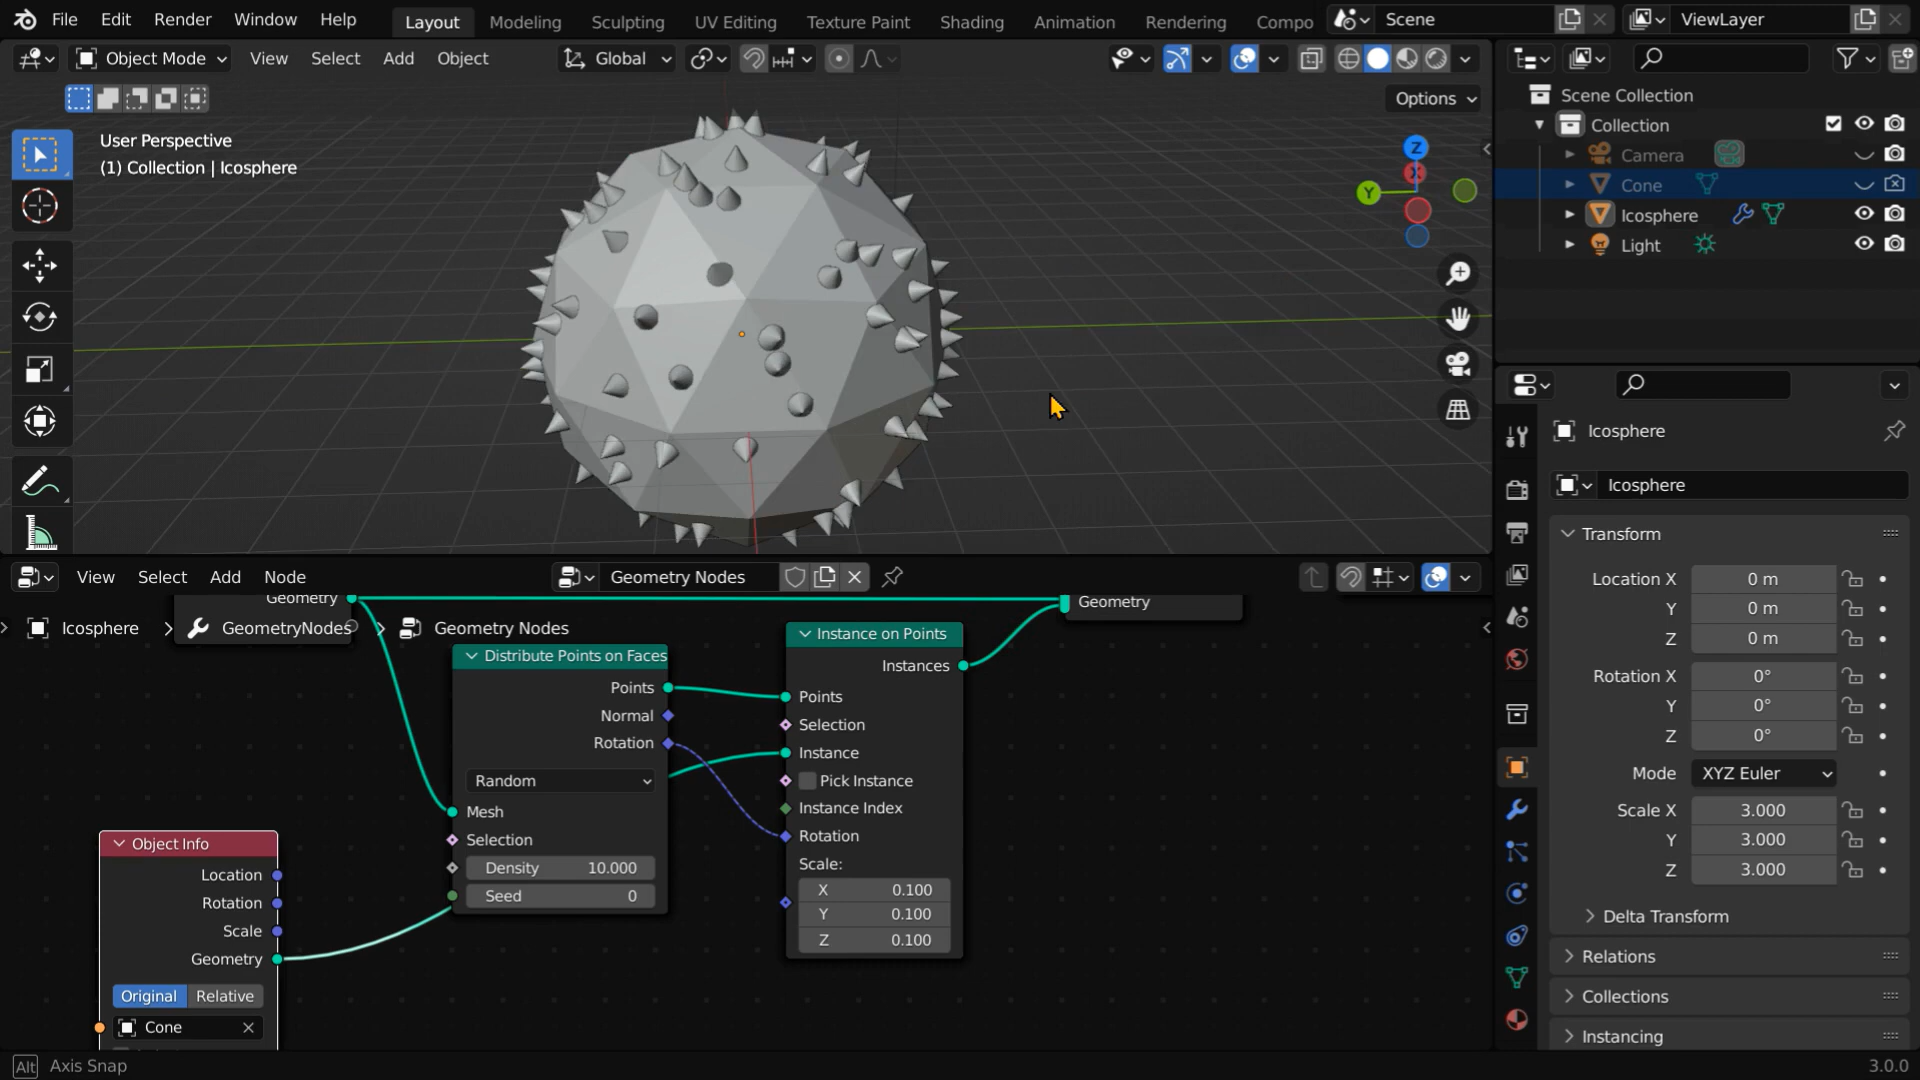 File Edit Render Window Help
Layout Modeling Sculpting UV Editing Texture Paint Shading Animation Rendering Compo
Scene
ViewLayer
Object Mode View Select Add Object
Global
Options
User Perspective
(1) Collection | Icosphere
Z
X
Y
Scene Collection
Collection
Camera
Cone
Icosphere
Light
Icosphere
Icosphere
Transform
Location X 0 m
Y 0 m
Z 0 m
Rotation X 0°
Y 0°
Z 0°
Mode XYZ Euler
Scale X 3.000
Y 3.000
Z 3.000
Delta Transform
Relations
Collections
Instancing
View Select Add Node
Geometry Nodes
Geometry
Geometry
Icosphere GeometryNodes Geometry Nodes
Distribute Points on Faces
Points
Normal
Rotation
Random
Mesh
Selection
Density 10.000
Seed 0
Instance on Points
Instances
Points
Selection
Instance
Pick Instance
Instance Index
Rotation
Scale:
X 0.100
Y 0.100
Z 0.100
Object Info
Location
Rotation
Scale
Geometry
Original Relative
Cone
Alt Axis Snap
3.0.0